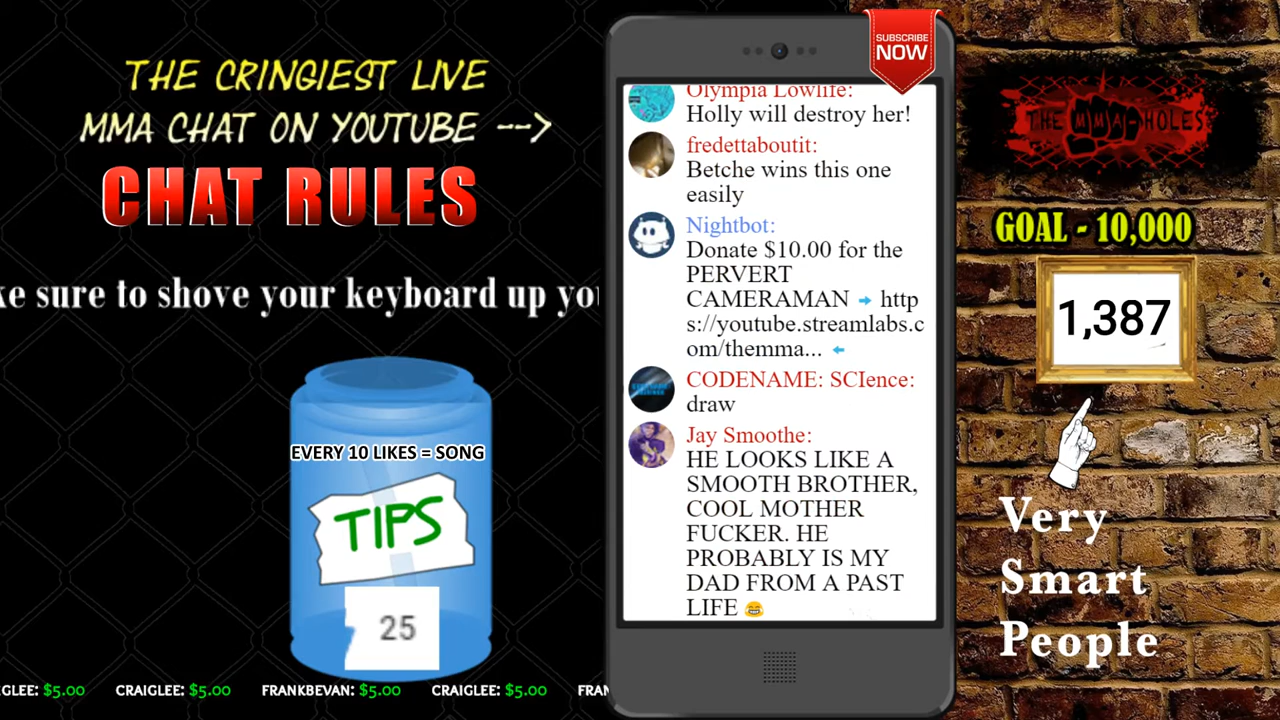 THE CRINGIEST LIVE
MMA CHAT ON YOUTUBE -->
CHAT RULES
ke sure to shove your keyboard up you
EVERY 10 LIKES = SONG
TIPS
25
GLEE: $5.00 CRAIGLEE: $5.00 FRANKBEVAN: $5.00 CRAIGLEE: $5.00 FRAN
SUBSCRIBE
NOW
Olympia Lowlife:
Holly will destroy her!
fredettaboutit:
Betche wins this one
easily
Nightbot:
Donate $10.00 for the
PERVERT
CAMERAMAN ➡ http
s://youtube.streamlabs.c
om/themma... ⬅
CODENAME: SCIence:
draw
Jay Smoothe:
HE LOOKS LIKE A
SMOOTH BROTHER,
COOL MOTHER
FUCKER. HE
PROBABLY IS MY
DAD FROM A PAST
LIFE 😂
THE MMA-HOLES
GOAL - 10,000
1,387
Very
Smart
People